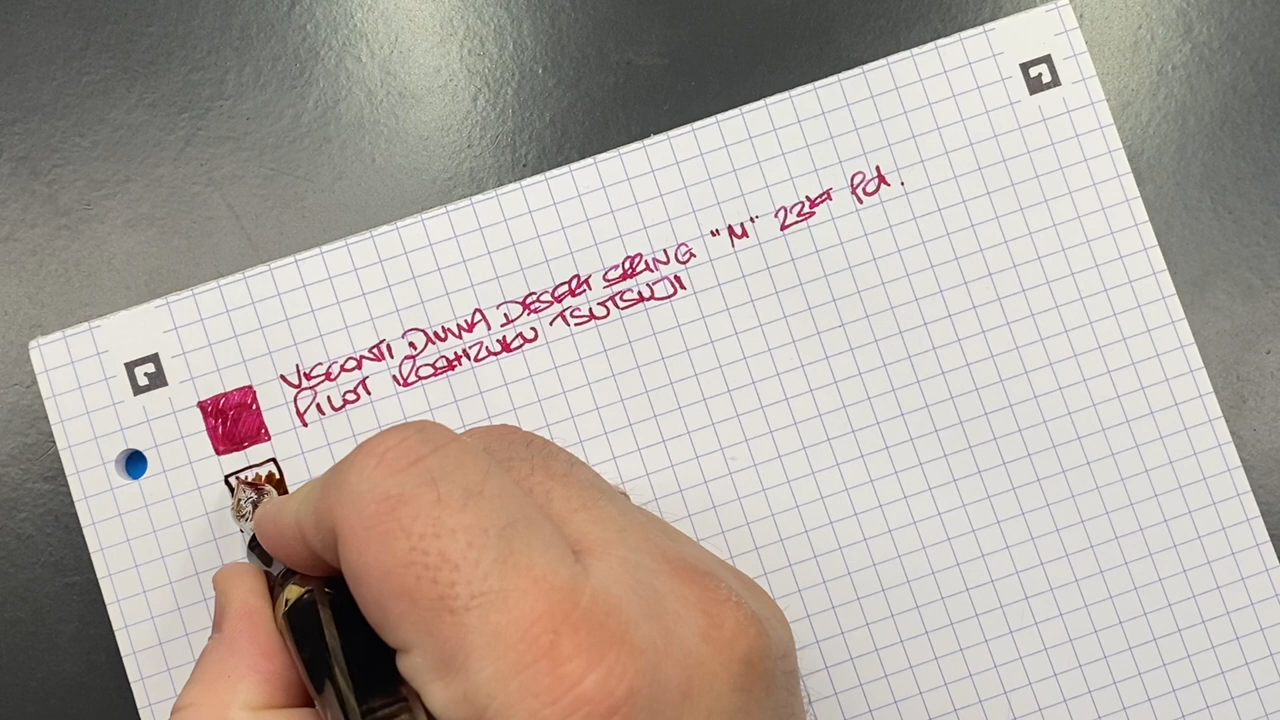 VISCONTI DIVINA DESERT SPRING "M" 23KT Pd.
PILOT IROSHIZUKU TSUTSUJI